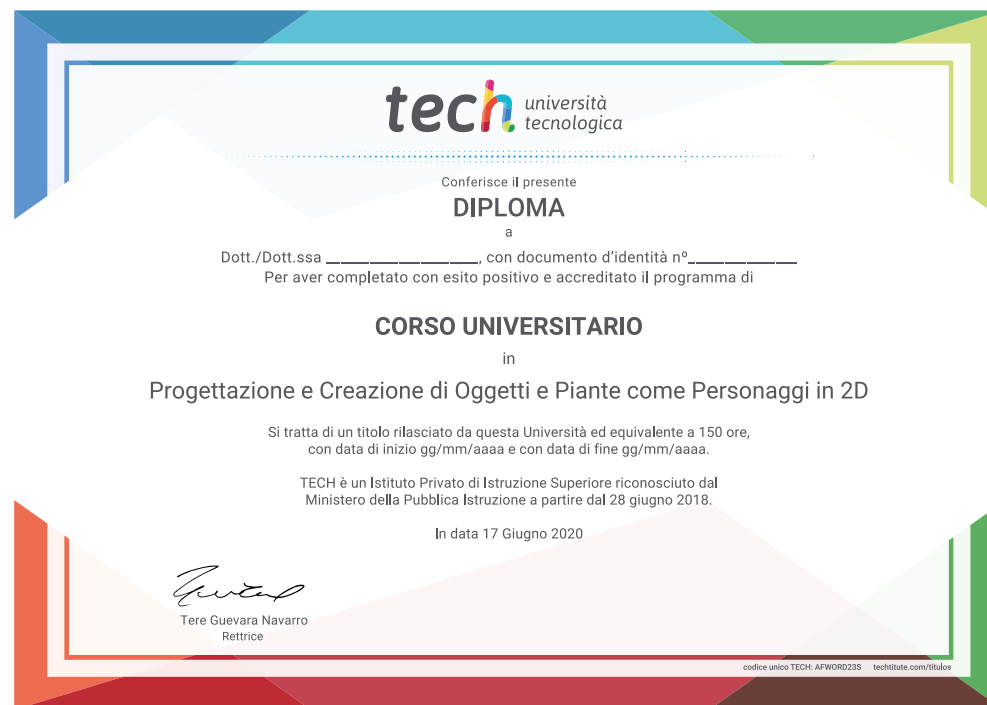 tech università
tecnologica
Conferisce il presente
DIPLOMA
a
Dott./Dott.ssa __________________, con documento d'identità nº_____________
Per aver completato con esito positivo e accreditato il programma di
CORSO UNIVERSITARIO
in
Progettazione e Creazione di Oggetti e Piante come Personaggi in 2D
Si tratta di un titolo rilasciato da questa Università ed equivalente a 150 ore,
con data di inizio gg/mm/aaaa e con data di fine gg/mm/aaaa.
TECH è un Istituto Privato di Istruzione Superiore riconosciuto dal
Ministero della Pubblica Istruzione a partire dal 28 giugno 2018.
In data 17 Giugno 2020
Tere Guevara Navarro
Rettrice
codice unico TECH: AFWORD23S techtitute.com/titulos